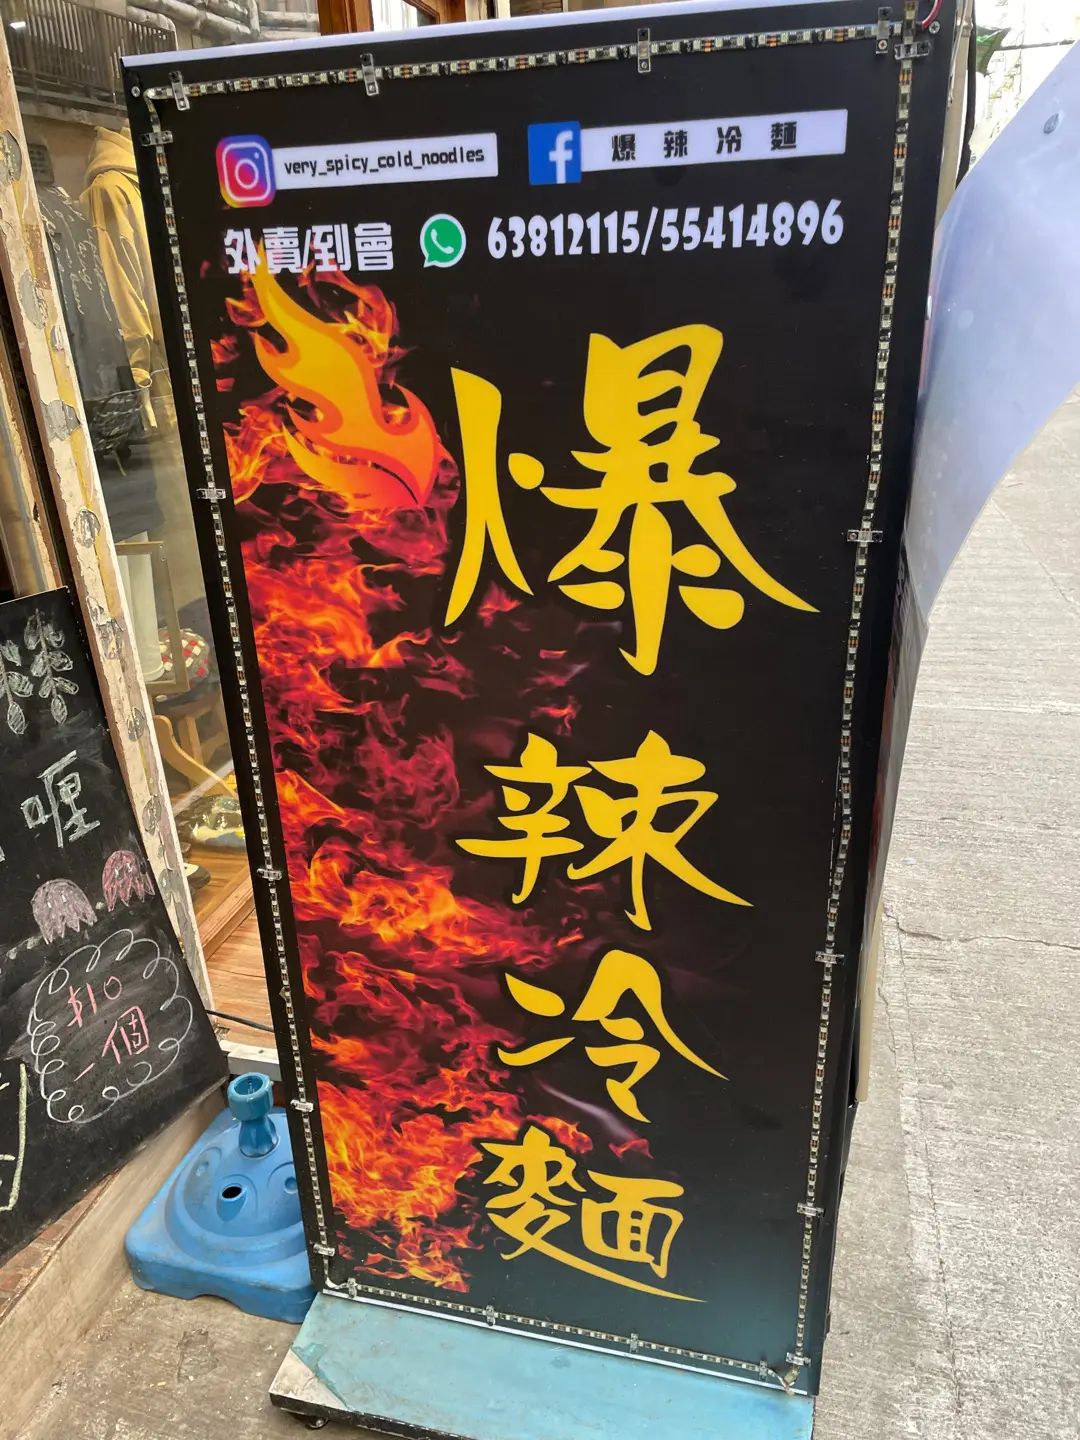 very_spicy_cold_noodles
爆辣冷麵
外賣/到會 63812115/55414896
爆
辣
冷
麵
喱
$10
一個